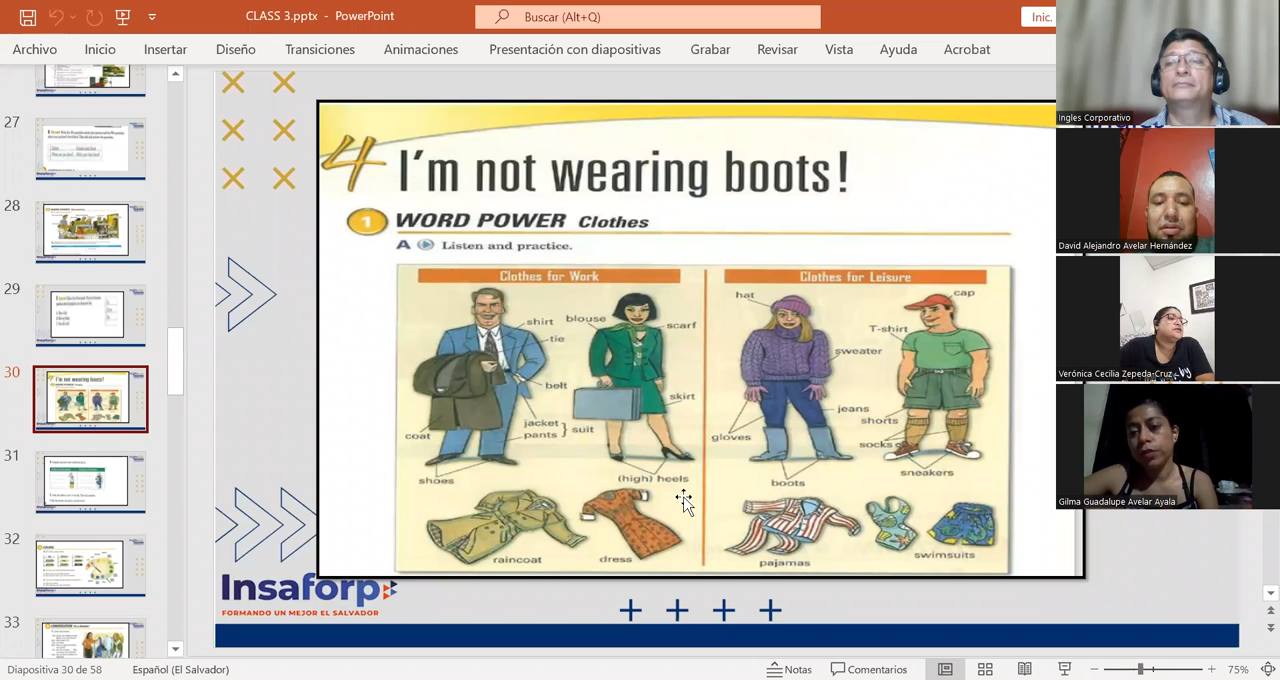 CLASS 3.pptx - PowerPoint
Buscar (Alt+Q)
Inic.
Archivo Inicio Insertar Diseño Transiciones Animaciones Presentación con diapositivas Grabar Revisar Vista Ayuda Acrobat
27
28
29
30
31
32
33
4 I'm not wearing boots!
1 WORD POWER Clothes
A Listen and practice.
Clothes for Work
shirt
blouse
scarf
tie
belt
skirt
coat
jacket
pants } suit
shoes
(high) heels
raincoat
dress
Clothes for Leisure
hat
cap
T-shirt
sweater
jeans
shorts
gloves
socks
sneakers
boots
pajamas
swimsuits
Insaforp
FORMANDO UN MEJOR EL SALVADOR
Ingles Corporativo
David Alejandro Avelar Hernández
Verónica Cecilia Zepeda-Cruz
Gilma Guadalupe Avelar Ayala
Diapositiva 30 de 58 Español (El Salvador) Notas Comentarios 75%